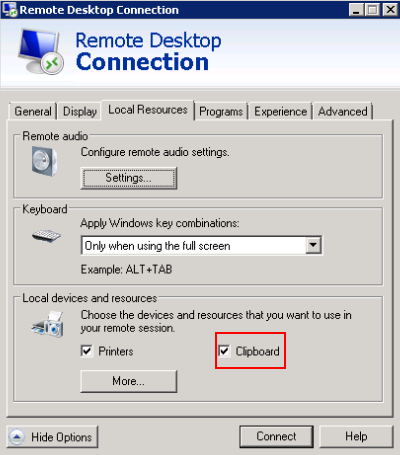 Remote Desktop Connection
Remote Desktop
Connection
General Display Local Resources Programs Experience Advanced
Remote audio
Configure remote audio settings.
Settings...
Keyboard
Apply Windows key combinations:
Only when using the full screen
Example: ALT+TAB
Local devices and resources
Choose the devices and resources that you want to use in
your remote session.
Printers Clipboard
More...
Hide Options Connect Help